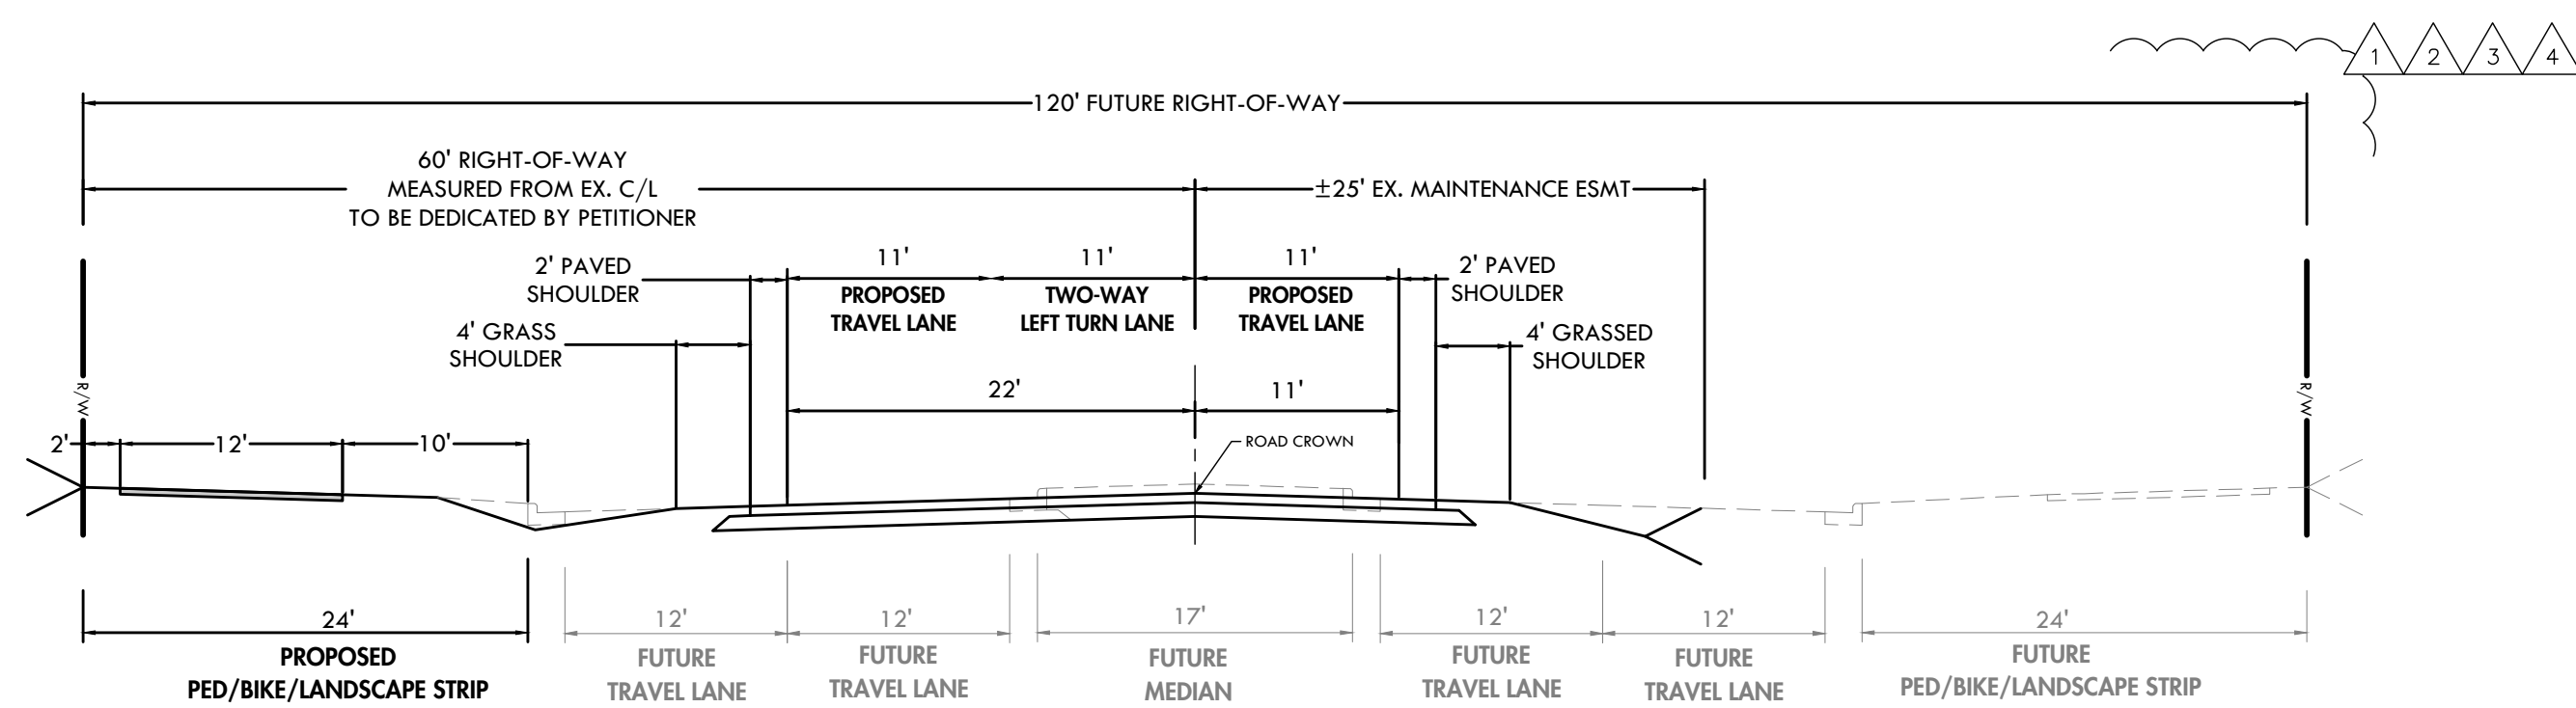 1 2 3 4
120' FUTURE RIGHT-OF-WAY
60' RIGHT-OF-WAY
MEASURED FROM EX. C/L
TO BE DEDICATED BY PETITIONER
±25' EX. MAINTENANCE ESMT
2' PAVED
SHOULDER
11'
PROPOSED
TRAVEL LANE
11'
TWO-WAY
LEFT TURN LANE
11'
PROPOSED
TRAVEL LANE
2' PAVED
SHOULDER
4' GRASS
SHOULDER
4' GRASSED
SHOULDER
22'
11'
R/W
R/W
2'
12'
10'
ROAD CROWN
24'
PROPOSED
PED/BIKE/LANDSCAPE STRIP
12'
FUTURE
TRAVEL LANE
12'
FUTURE
TRAVEL LANE
17'
FUTURE
MEDIAN
12'
FUTURE
TRAVEL LANE
12'
FUTURE
TRAVEL LANE
24'
FUTURE
PED/BIKE/LANDSCAPE STRIP